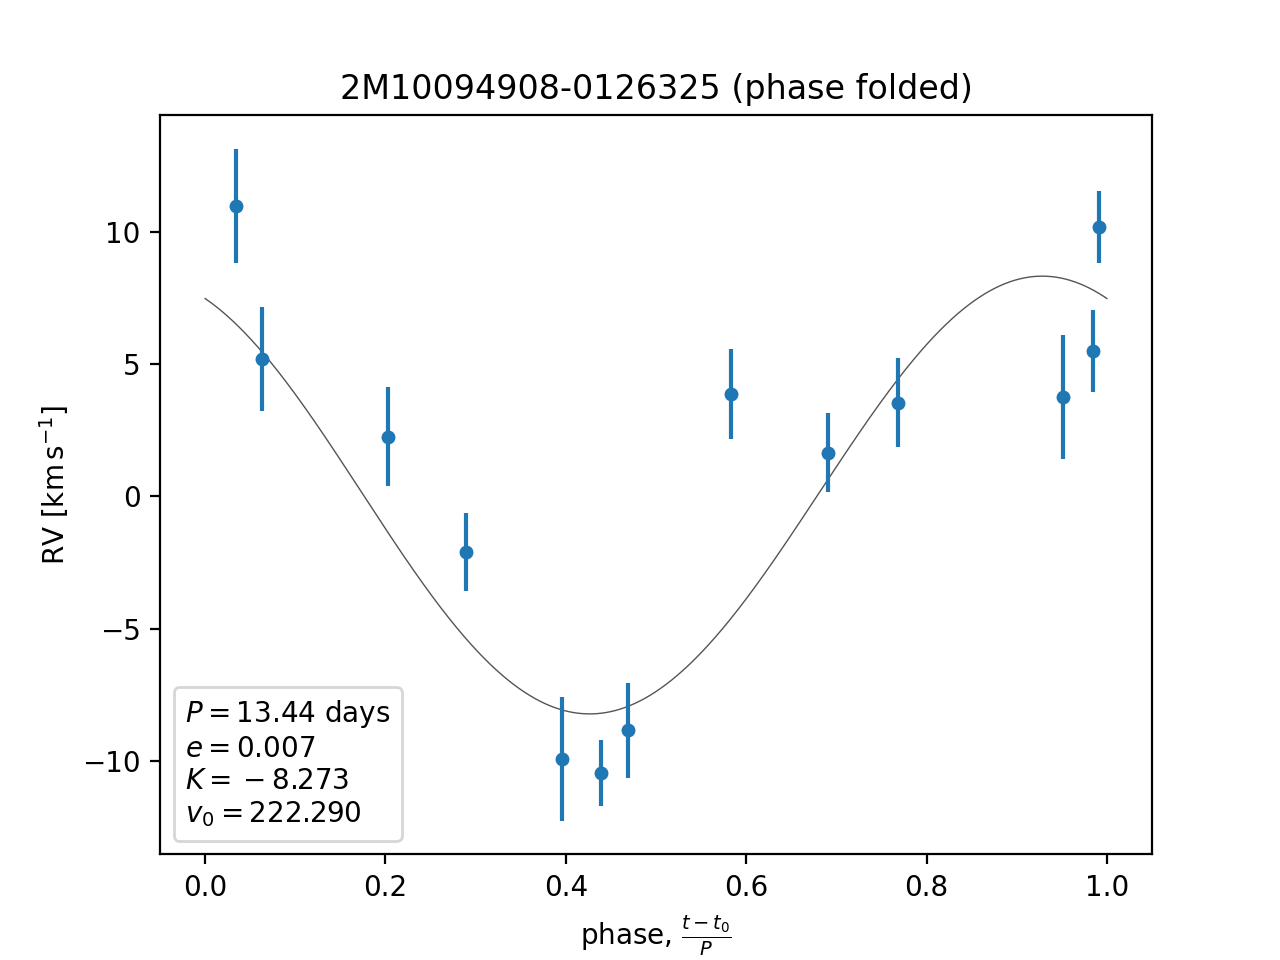 2M10094908-0126325 (phase folded)
RV [km s⁻¹]
10
5
0
−5
−10
P = 13.44 days
e = 0.007
K = −8.273
v₀ = 222.290
0.0 0.2 0.4 0.6 0.8 1.0
phase, (t − t₀)/P